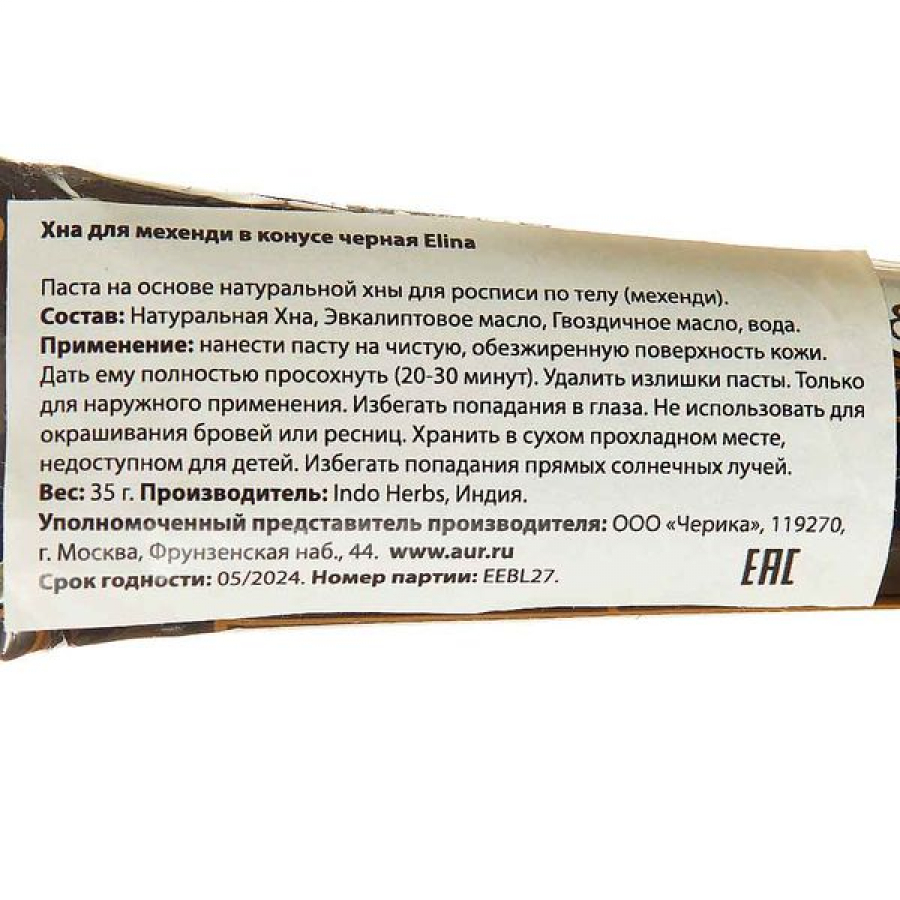 Хна для мехенди в конусе черная Elina
Паста на основе натуральной хны для росписи по телу (мехенди).
Состав: Натуральная Хна, Эвкалиптовое масло, Гвоздичное масло, вода.
Применение: нанести пасту на чистую, обезжиренную поверхность кожи.
Дать ему полностью просохнуть (20-30 минут). Удалить излишки пасты. Только
для наружного применения. Избегать попадания в глаза. Не использовать для
окрашивания бровей или ресниц. Хранить в сухом прохладном месте,
недоступном для детей. Избегать попадания прямых солнечных лучей.
Вес: 35 г. Производитель: Indo Herbs, Индия.
Уполномоченный представитель производителя: ООО «Черика», 119270,
г. Москва, Фрунзенская наб., 44. www.aur.ru
Срок годности: 05/2024. Номер партии: EEBL27.
EAC